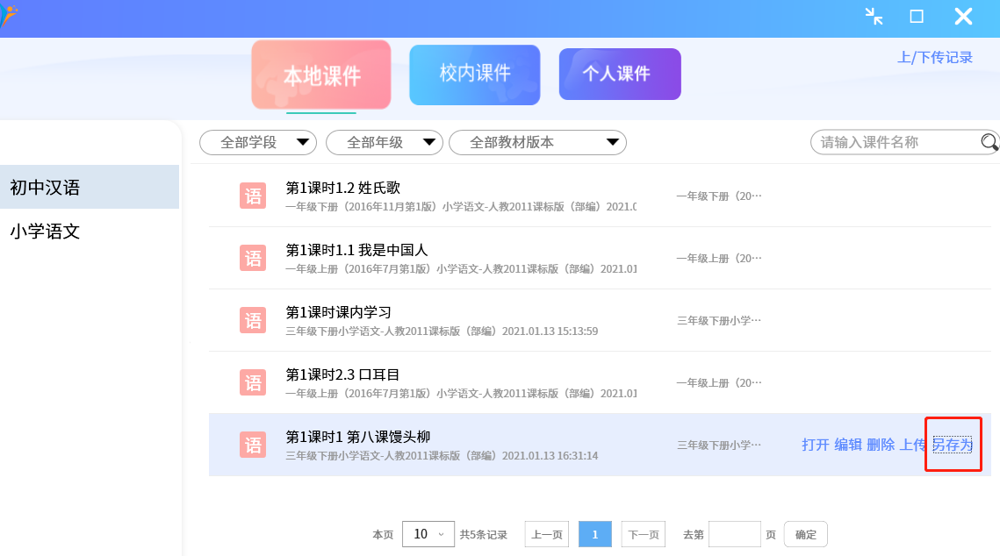 本地课件
校内课件
个人课件
上/下传记录
全部学段
全部年级
全部教材版本
请输入课件名称
初中汉语
小学语文
语
第1课时1.2 姓氏歌
一年级下册（2016年11月第1版）小学语文-人教2011课标版（部编）2021.0
一年级下册（20···
语
第1课时1.1 我是中国人
一年级上册（2016年7月第1版）小学语文-人教2011课标版（部编）2021.01
一年级上册（20···
语
第1课时课内学习
三年级下册小学语文-人教2011课标版（部编）2021.01.13 15:13:59
三年级下册小学···
语
第1课时2.3 口耳目
一年级上册（2016年7月第1版）小学语文-人教2011课标版（部编）2021.01
一年级上册（20···
语
第1课时1 第八课馒头柳
三年级下册小学语文-人教2011课标版（部编）2021.01.13 16:31:14
三年级下册小学···
打开 编辑 删除 上传 另存为
本页 10 共5条记录 上一页 1 下一页 去第 页 确定